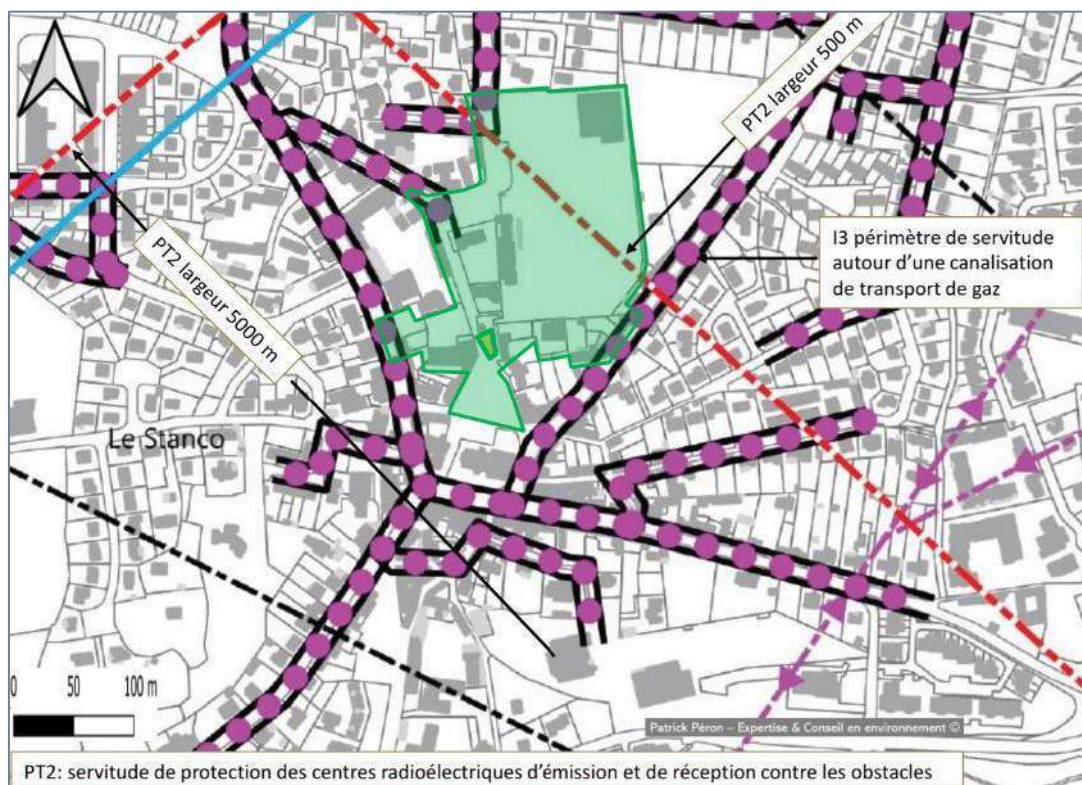 PT2 largeur 500 m
I3 périmètre de servitude
autour d’une canalisation
de transport de gaz
PT2 largeur 5000 m
Le Stanco
0 50 100 m
Patrick Péron – Expertise & Conseil en environnement ©
PT2: servitude de protection des centres radioélectriques d’émission et de réception contre les obstacles